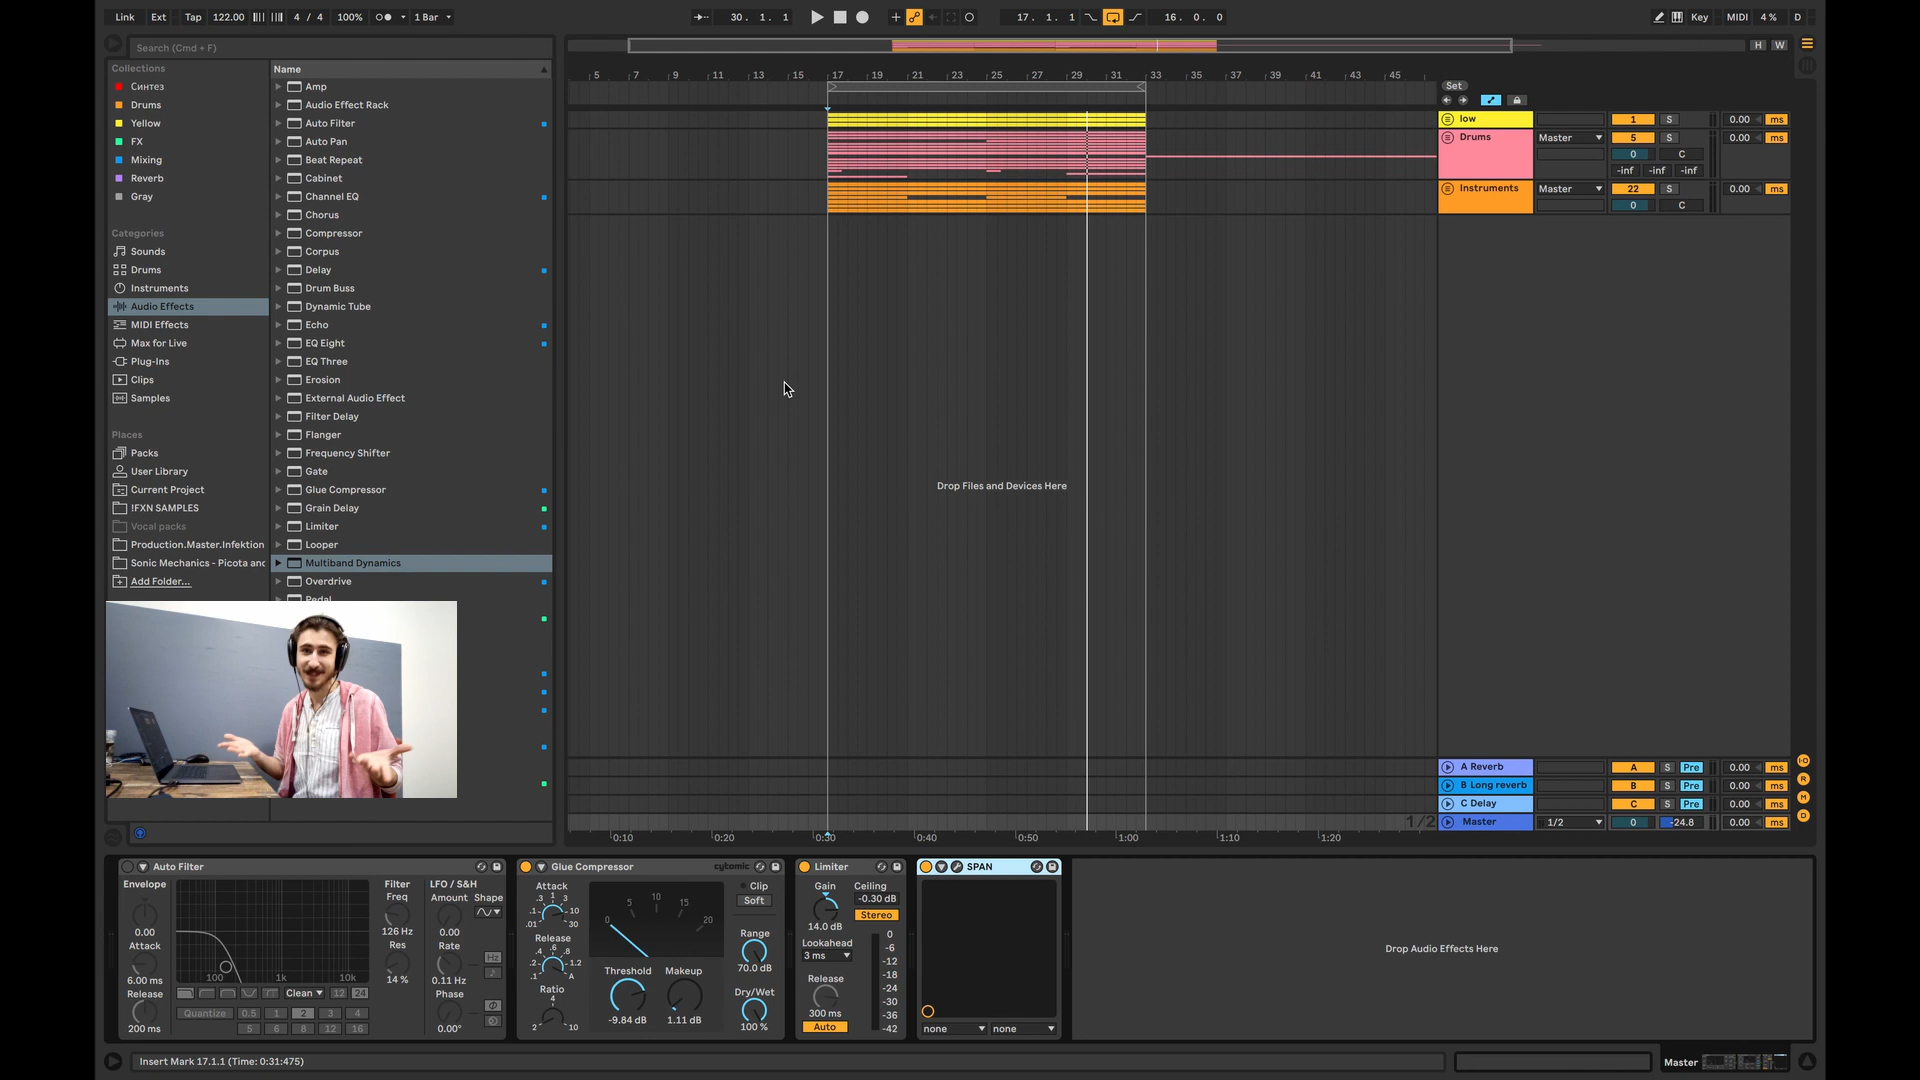 Link Ext Tap 122.00 4 / 4 100% 1 Bar 30. 1. 1 17. 1. 1 16. 0. 0 Key MIDI 4 % D
Search (Cmd + F)
H W
Collections
Синтез
Drums
Yellow
FX
Mixing
Reverb
Gray
Categories
Sounds
Drums
Instruments
Audio Effects
MIDI Effects
Max for Live
Plug-Ins
Clips
Samples
Places
Packs
User Library
Current Project
!FXN SAMPLES
Vocal packs
Production.Master.Infektion
Sonic Mechanics - Picota and
Add Folder...
Name
Amp
Audio Effect Rack
Auto Filter
Auto Pan
Beat Repeat
Cabinet
Channel EQ
Chorus
Compressor
Corpus
Delay
Drum Buss
Dynamic Tube
Echo
EQ Eight
EQ Three
Erosion
External Audio Effect
Filter Delay
Flanger
Frequency Shifter
Gate
Glue Compressor
Grain Delay
Limiter
Looper
Multiband Dynamics
Overdrive
Pedal
5 7 9 11 13 15 17 19 21 23 25 27 29 31 33 35 37 39 41 43 45
Set
low 1 S 0.00 ms
Drums Master 5 S 0.00 ms
0 C
-inf -inf -inf
Instruments Master 22 S 0.00 ms
0 C
Drop Files and Devices Here
A Reverb A S Pre 0.00 ms
B Long reverb B S Pre 0.00 ms
C Delay C S Pre 0.00 ms
1/2 Master 1/2 0 -24.8 0.00 ms
0:10 0:20 0:30 0:40 0:50 1:00 1:10 1:20
Auto Filter
Envelope
0.00
Attack
6.00 ms
Release
200 ms
100 1k 10k
Clean 12 24
Quantize 0.5 1 2 3 4
5 6 8 12 16
Filter
Freq
126 Hz
Res
14 %
LFO / S&H
Amount Shape
0.00
Rate
Hz
0.11 Hz
Phase
0.00°
Glue Compressor cytomic
Attack
.01 .1 .3 1 3 10 30
Release
.1 .2 .4 .6 .8 1.2 A
Ratio
2 4 10
0 5 10 15 20
Threshold Makeup
-9.84 dB 1.11 dB
Clip
Soft
Range
70.0 dB
Dry/Wet
100 %
Limiter
Gain Ceiling
-0.30 dB
14.0 dB Stereo
Lookahead
3 ms
Release
300 ms
Auto
0
-6
-12
-18
-24
-30
-36
-42
SPAN
none none
Drop Audio Effects Here
Insert Mark 17.1.1 (Time: 0:31:475)
Master